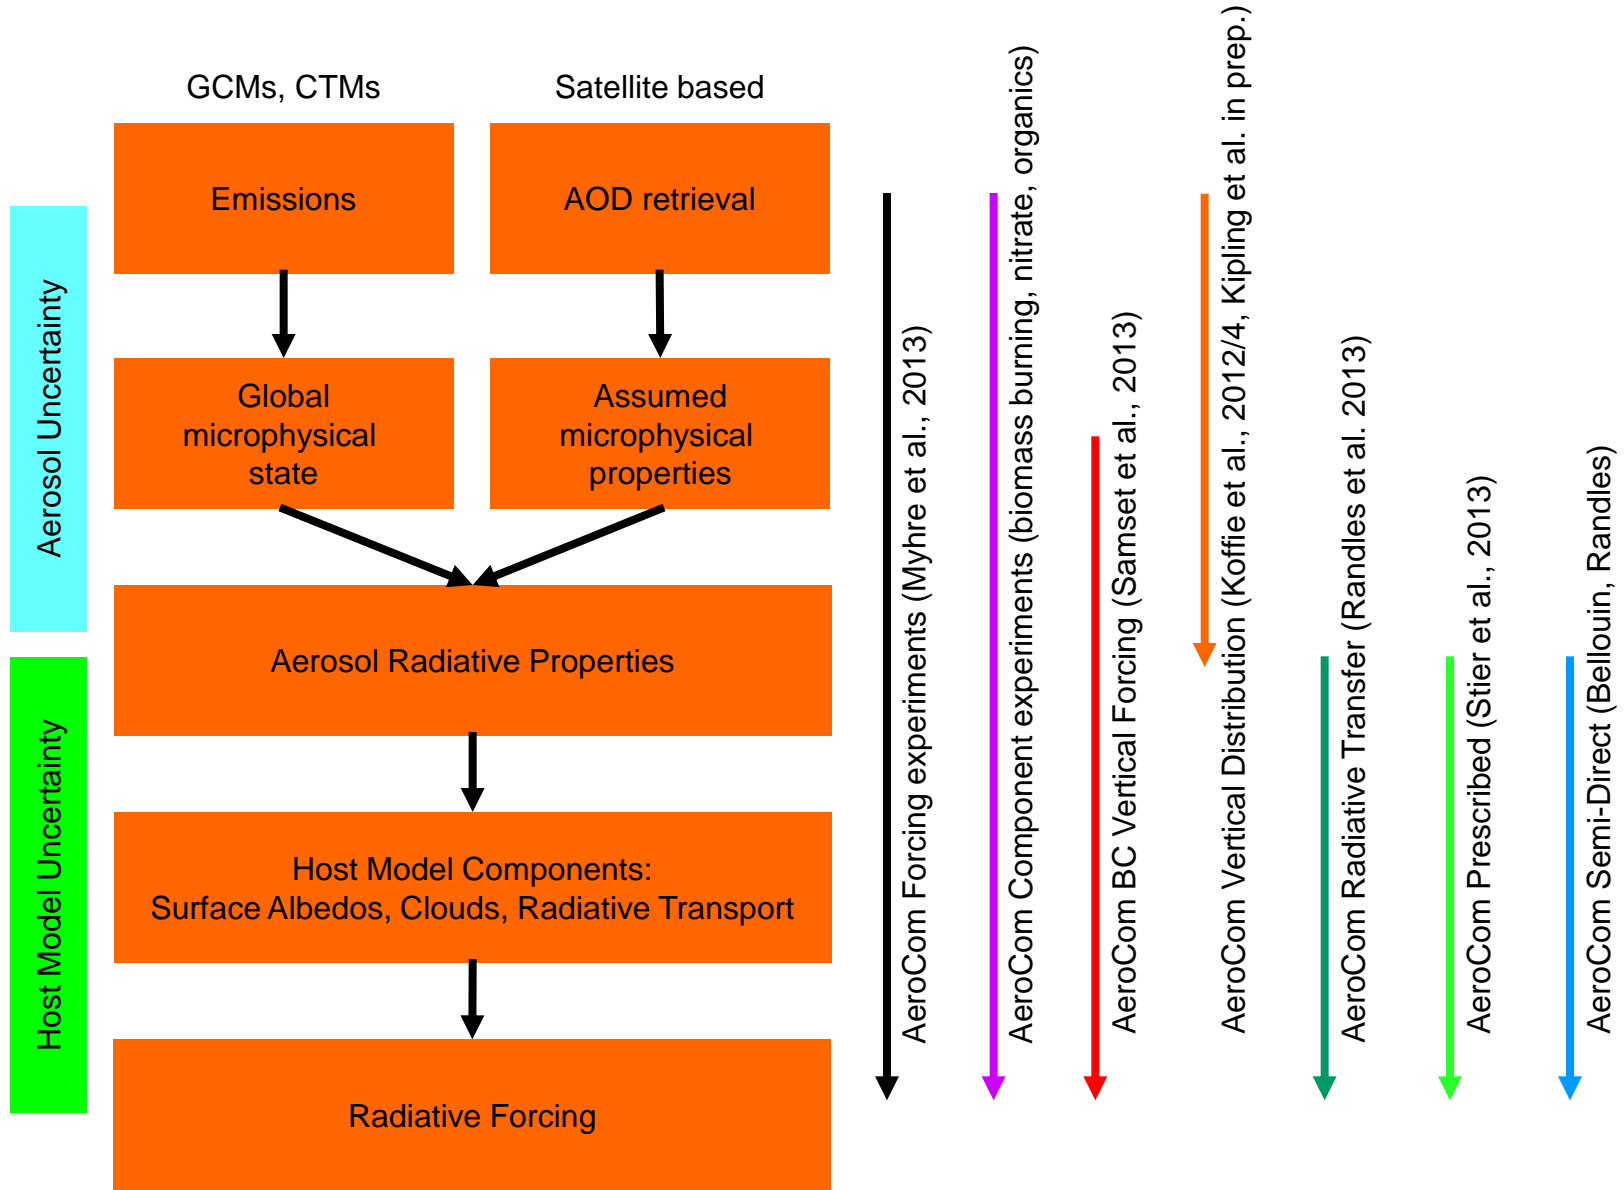 GCMs, CTMs
Satellite based
Emissions
AOD retrieval
Aerosol Uncertainty
Global
microphysical
state
Assumed
microphysical
properties
Aerosol Radiative Properties
Host Model Uncertainty
Host Model Components:
Surface Albedos, Clouds, Radiative Transport
Radiative Forcing
AeroCom Forcing experiments (Myhre et al., 2013)
AeroCom Component experiments (biomass burning, nitrate, organics)
AeroCom BC Vertical Forcing (Samset et al., 2013)
AeroCom Vertical Distribution (Koffie et al., 2012/4, Kipling et al. in prep.)
AeroCom Radiative Transfer (Randles et al. 2013)
AeroCom Prescribed (Stier et al., 2013)
AeroCom Semi-Direct (Bellouin, Randles)